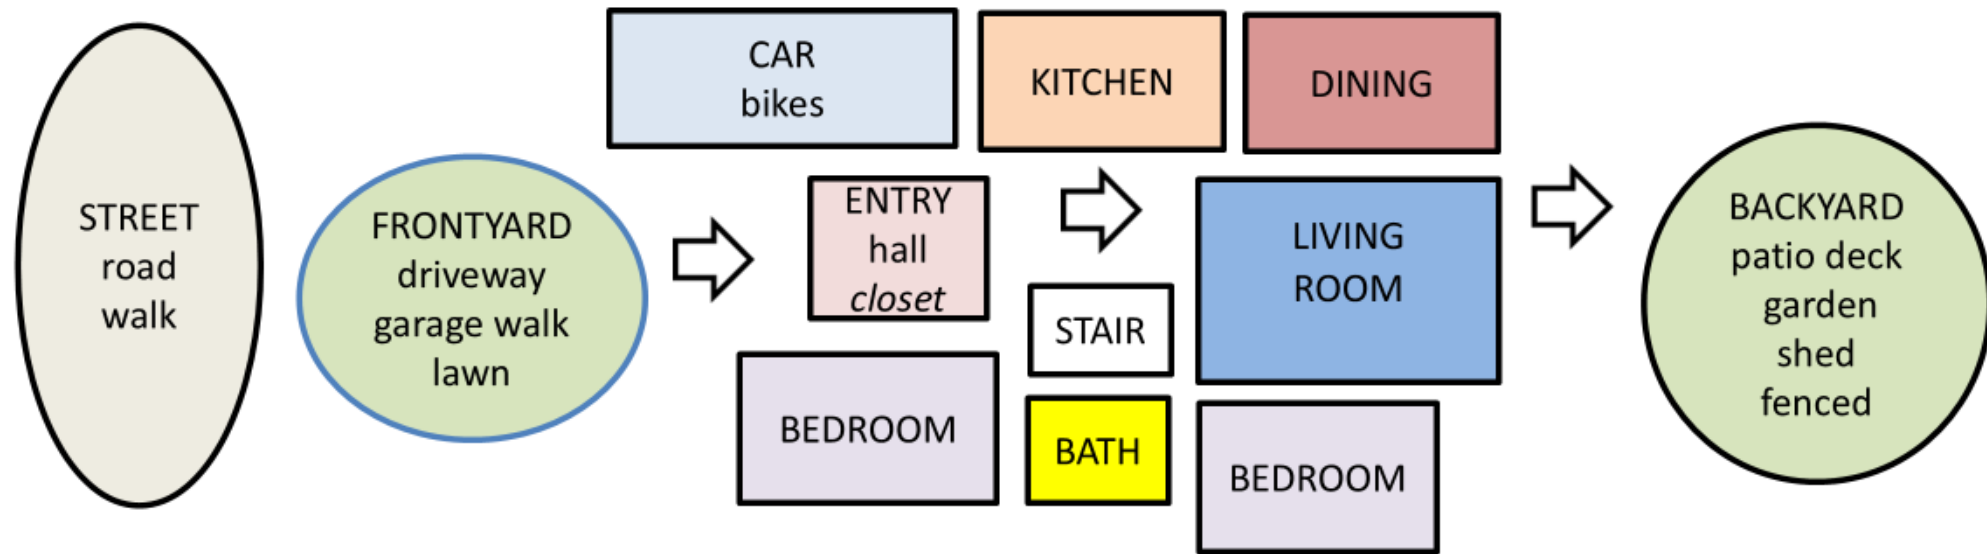 STREET
road
walk
FRONTYARD
driveway
garage walk
lawn
CAR
bikes
KITCHEN
DINING
ENTRY
hall
closet
LIVING
ROOM
STAIR
BEDROOM
BATH
BEDROOM
BACKYARD
patio deck
garden
shed
fenced